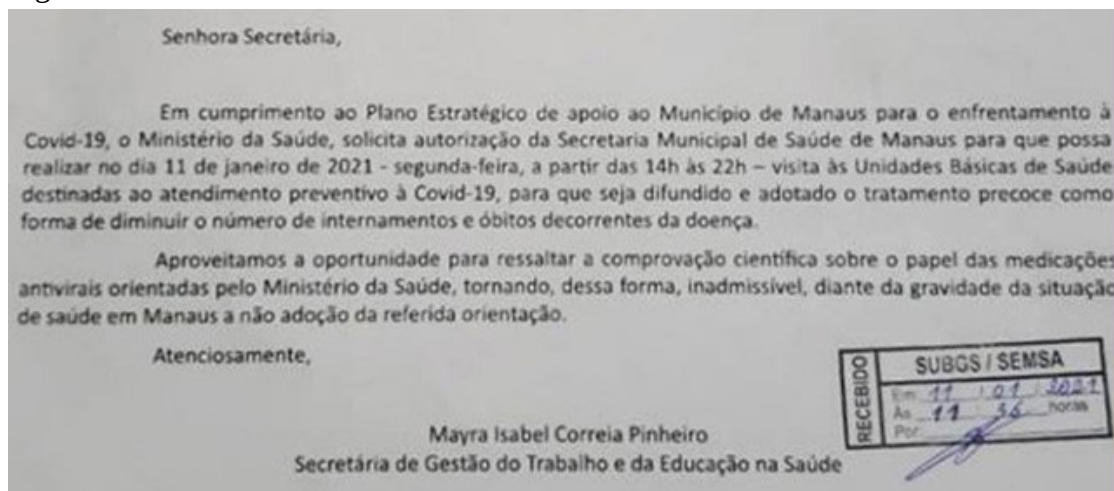 Senhora Secretária,
Em cumprimento ao Plano Estratégico de apoio ao Município de Manaus para o enfrentamento à
Covid-19, o Ministério da Saúde, solicita autorização da Secretaria Municipal de Saúde de Manaus para que possa
realizar no dia 11 de janeiro de 2021 - segunda-feira, a partir das 14h às 22h – visita às Unidades Básicas de Saúde
destinadas ao atendimento preventivo à Covid-19, para que seja difundido e adotado o tratamento precoce como
forma de diminuir o número de internamentos e óbitos decorrentes da doença.
Aproveitamos a oportunidade para ressaltar a comprovação científica sobre o papel das medicações
antivirais orientadas pelo Ministério da Saúde, tornando, dessa forma, inadmissível, diante da gravidade da situação
de saúde em Manaus a não adoção da referida orientação.
Atenciosamente,
RECEBIDO
SUBGS / SEMSA
Em 11 / 01 / 2021
Às 11 36 horas
Por
Mayra Isabel Correia Pinheiro
Secretária de Gestão do Trabalho e da Educação na Saúde